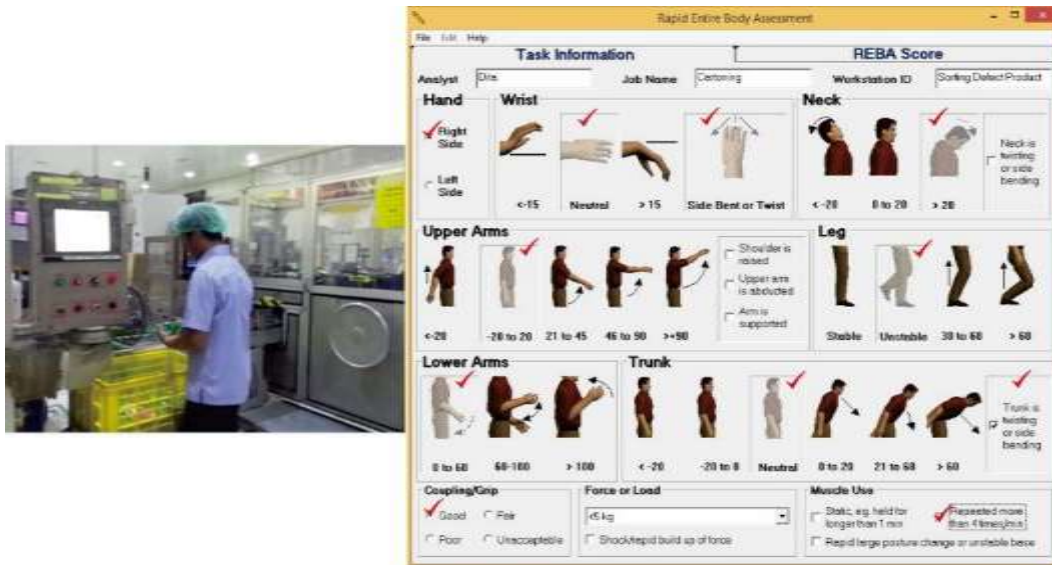 Rapid Entire Body Assessment
File Edit Help
Task Information REBA Score
Analyst Dita Job Name Cartoning Workstation ID Sorting Defect Product
Hand Wrist Neck
Right Side
Left Side
<-15 Neutral > 15 Side Bent or Twist
< -20 0 to 20 > 20
Neck is twisting or side bending
Upper Arms Leg
<-20 -20 to 20 21 to 45 46 to 90 >+90
Shoulder is raised
Upper arm is abducted
Arm is supported
Stable Unstable 30 to 60 > 60
Lower Arms Trunk
0 to 60 60-100 > 100
< -20 -20 to 0 Neutral 0 to 20 21 to 60 > 60
Trunk is twisting or side bending
Coupling/Grip Force or Load Muscle Use
Good Fair
Poor Unacceptable
<5 kg
Shock/rapid build up of force
Static, eg. held for longer than 1 min
Repeated more than 4 times/min
Rapid large posture change or unstable base